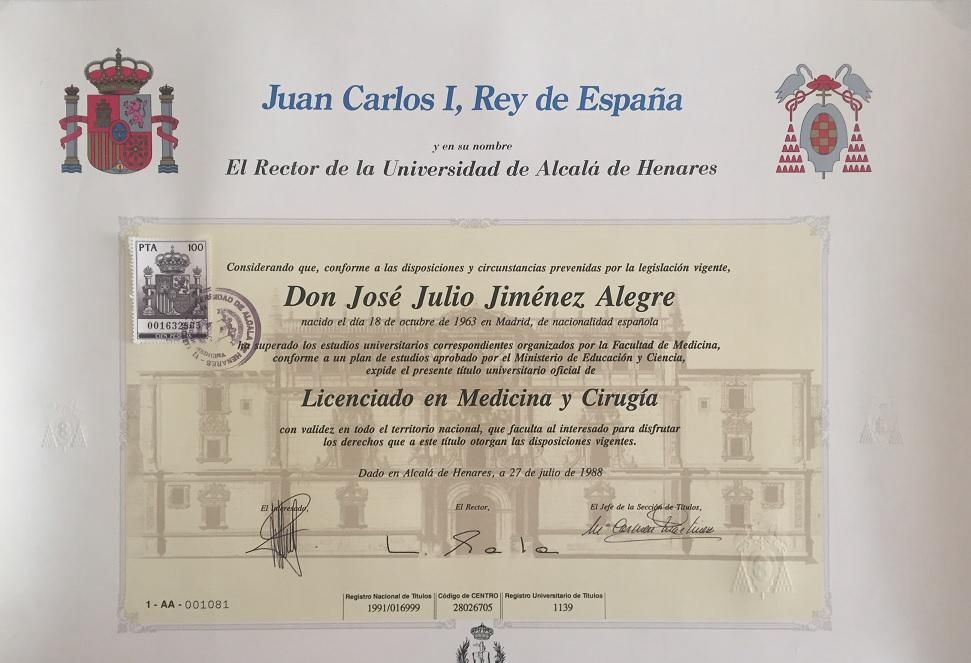 Juan Carlos I, Rey de España
y en su nombre
El Rector de la Universidad de Alcalá de Henares
PTA 100
CIEN PESETAS
Considerando que, conforme a las disposiciones y circunstancias prevenidas por la legislación vigente,
Don José Julio Jiménez Alegre
nacido el día 18 de octubre de 1963 en Madrid, de nacionalidad española
ha superado los estudios universitarios correspondientes organizados por la Facultad de Medicina,
conforme a un plan de estudios aprobado por el Ministerio de Educación y Ciencia,
expide el presente título universitario oficial de
Licenciado en Medicina y Cirugía
con validez en todo el territorio nacional, que faculta al interesado para disfrutar
los derechos que a este título otorgan las disposiciones vigentes.
Dado en Alcalá de Henares, a 27 de julio de 1988
El interesado, El Rector, El Jefe de la Sección de Títulos,
1 - AA - 001081
Registro Nacional de Títulos Código de CENTRO Registro Universitario de Títulos
1991/016999 28026705 1139